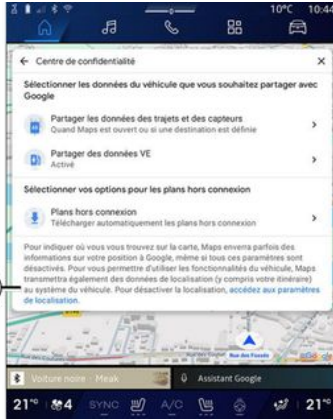 10°C 10:44
Centre de confidentialité
Sélectionner les données du véhicule que vous souhaitez partager avec
Google
Partager les données des trajets et des capteurs
Quand Maps est ouvert ou si une destination est définie
Partager des données VE
Activé
Sélectionner vos options pour les plans hors connexion
Plans hors connexion
Télécharger automatiquement les plans hors connexion
Pour indiquer où vous vous trouvez sur la carte, Maps enverra parfois des
informations sur votre position à Google, même si tous ces paramètres sont
désactivés. Pour vous permettre d'utiliser les fonctionnalités du véhicule, Maps
transmettra également des données de localisation (y compris votre itinéraire)
au système du véhicule. Pour désactiver la localisation, accédez aux paramètres
de localisation.
Rue des Fossés
Google
Voiture noire - Meak
Assistant Google
21° 4 SYNC A/C 21°